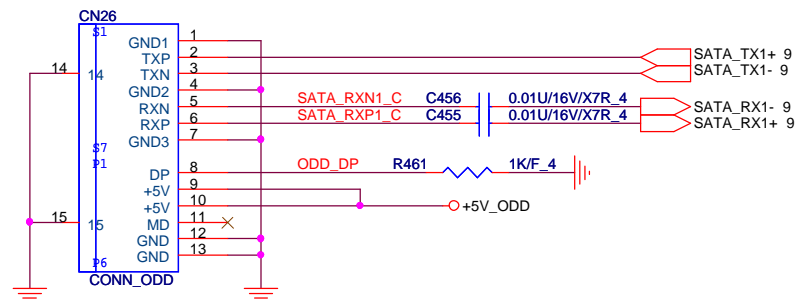 CN26
S1
GND1 1
TXP 2 SATA_TX1+ 9
TXN 3 SATA_TX1- 9
14 14
GND2 4
RXN 5 SATA_RXN1_C C456 0.01U/16V/X7R_4 SATA_RX1- 9
RXP 6 SATA_RXP1_C C455 0.01U/16V/X7R_4 SATA_RX1+ 9
GND3 7
S7
P1
DP 8 ODD_DP R461 1K/F_4
+5V 9
+5V 10 +5V_ODD
15 15
MD 11
GND 12
GND 13
P6
CONN_ODD